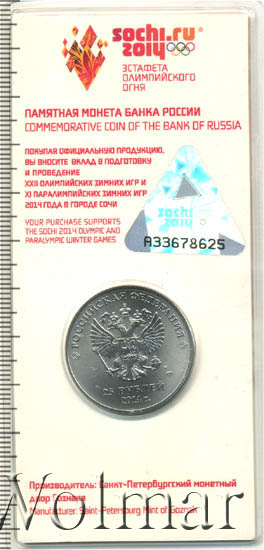 sochi.ru
2014
ЭСТАФЕТА
ОЛИМПИЙСКОГО
ОГНЯ
ПАМЯТНАЯ МОНЕТА БАНКА РОССИИ
COMMEMORATIVE COIN OF THE BANK OF RUSSIA
ПОКУПАЯ ОФИЦИАЛЬНУЮ ПРОДУКЦИЮ,
ВЫ ВНОСИТЕ ВКЛАД В ПОДГОТОВКУ
И ПРОВЕДЕНИЕ
XXII ОЛИМПИЙСКИХ ЗИМНИХ ИГР И
XI ПАРАЛИМПИЙСКИХ ЗИМНИХ ИГР
2014 ГОДА В ГОРОДЕ СОЧИ
YOUR PURCHASE SUPPORTS
THE SOCHI 2014 OLYMPIC AND
PARALYMPIC WINTER GAMES
sochi
2014
A33678625
РОССИЙСКАЯ ФЕДЕРАЦИЯ
25 РУБЛЕЙ
2014 г.
Производитель: Санкт-Петербургский монетный
двор Гознака
Manufacturer: Saint-Petersburg Mint of Goznak
Wolmar